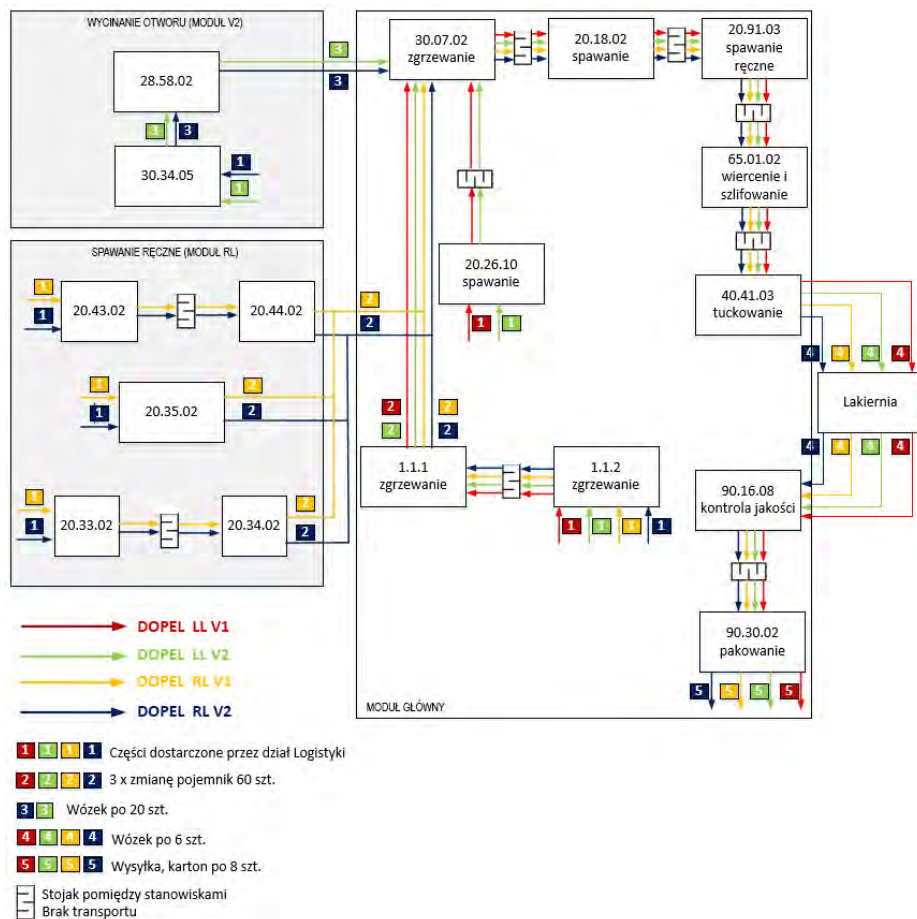 WYCINANIE OTWORU (MODUŁ V2)
28.58.02
3
3
3
3
30.34.05
1
1
SPAWANIE RĘCZNE (MODUŁ RL)
1
1
20.43.02
20.44.02
2
2
1
1
20.35.02
2
2
1
1
20.33.02
20.34.02
2
2
30.07.02
zgrzewanie
20.18.02
spawanie
20.91.03
spawanie
ręczne
65.01.02
wiercenie i
szlifowanie
20.26.10
spawanie
1 1
40.41.03
tuckowanie
4 4 4 4
Lakiernia
4 4 4 4
2 2
2 2
1.1.1
zgrzewanie
1.1.2
zgrzewanie
1 1 1 1
90.16.08
kontrola jakości
90.30.02
pakowanie
5 5 5 5
MODUŁ GŁÓWNY
DOPEL LL V1
DOPEL LL V2
DOPEL RL V1
DOPEL RL V2
1 1 1 1 Części dostarczone przez dział Logistyki
2 2 2 2 3 x zmianę pojemnik 60 szt.
3 3 Wózek po 20 szt.
4 4 4 4 Wózek po 6 szt.
5 5 5 5 Wysyłka, karton po 8 szt.
Stojak pomiędzy stanowiskami
Brak transportu